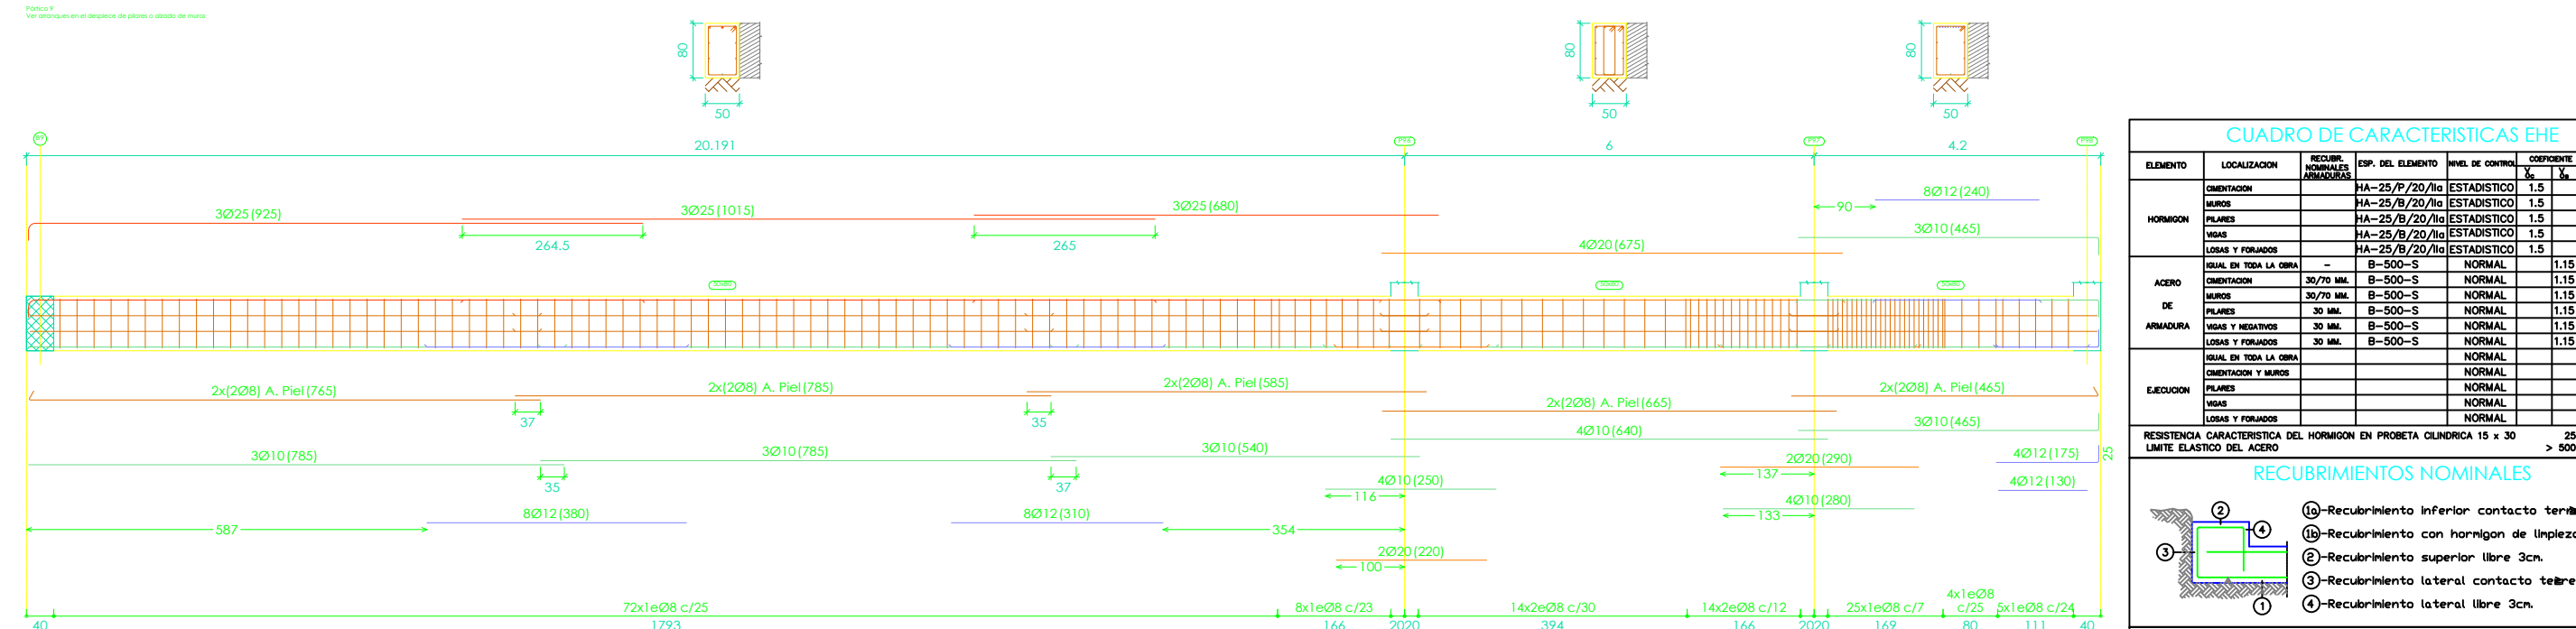 Pórtico 9
Ver arranques en el despiece de pilares o alzado de muros
80
50
80
50
80
50
B9
P96
P97
P98
20.191
6
4.2
8Ø12(240)
90
3Ø25(925)
3Ø25(1015)
3Ø25(680)
264.5
265
4Ø20(675)
3Ø10(465)
50x80
50x80
50x80
2x(2Ø8) A. Piel(765)
2x(2Ø8) A. Piel(785)
2x(2Ø8) A. Piel(585)
2x(2Ø8) A. Piel(665)
2x(2Ø8) A. Piel(465)
37
35
3Ø10(785)
3Ø10(785)
3Ø10(540)
4Ø10(640)
3Ø10(465)
35
37
4Ø10(250)
116
2Ø20(290)
137
4Ø12(175)
25
4Ø12(130)
4Ø10(280)
133
587
8Ø12(380)
8Ø12(310)
354
2Ø20(220)
100
72x1eØ8 c/25
8x1eØ8 c/23
14x2eØ8 c/30
14x2eØ8 c/12
25x1eØ8 c/7
4x1eØ8
c/25
5x1eØ8 c/24
40
1793
166
2020
394
166
2020
169
80
111
40
CUADRO DE CARACTERISTICAS EHE
ELEMENTO LOCALIZACION RECUBR. NOMINALES ARMADURAS ESP. DEL ELEMENTO NIVEL DE CONTROL COEFICIENTE
HORMIGON
CIMENTACION HA-25/P/20/IIa ESTADISTICO 1.5
MUROS HA-25/B/20/IIa ESTADISTICO 1.5
PILARES HA-25/B/20/IIa ESTADISTICO 1.5
VIGAS HA-25/B/20/IIa ESTADISTICO 1.5
LOSAS Y FORJADOS HA-25/B/20/IIa ESTADISTICO 1.5
ACERO
DE
ARMADURA
IGUAL EN TODA LA OBRA - B-500-S NORMAL 1.15
CIMENTACION 30/70 MM. B-500-S NORMAL 1.15
MUROS 30/70 MM. B-500-S NORMAL 1.15
PILARES 30 MM. B-500-S NORMAL 1.15
VIGAS Y NEGATIVOS 30 MM. B-500-S NORMAL 1.15
LOSAS Y FORJADOS 30 MM. B-500-S NORMAL 1.15
EJECUCION
IGUAL EN TODA LA OBRA NORMAL
CIMENTACION Y MUROS NORMAL
PILARES NORMAL
VIGAS NORMAL
LOSAS Y FORJADOS NORMAL
RESISTENCIA CARACTERISTICA DEL HORMIGON EN PROBETA CILINDRICA 15 x 30 25
LIMITE ELASTICO DEL ACERO > 500
RECUBRIMIENTOS NOMINALES
2
4
3
1
1a-Recubrimiento inferior contacto
1b-Recubrimiento con hormigon de limpieza
2-Recubrimiento superior libre 3cm.
3-Recubrimiento lateral contacto
4-Recubrimiento lateral libre 3cm.